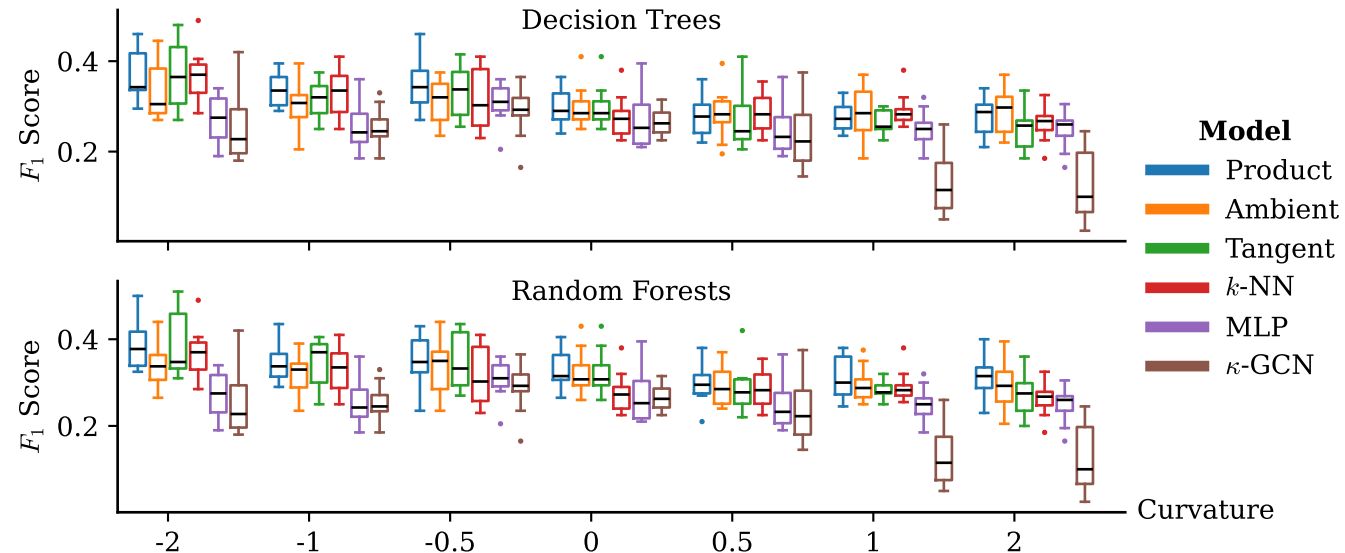 Decision Trees
F₁ Score
0.4
0.2
Random Forests
F₁ Score
0.4
0.2
-2 -1 -0.5 0 0.5 1 2
Curvature
Model
Product
Ambient
Tangent
k-NN
MLP
κ-GCN